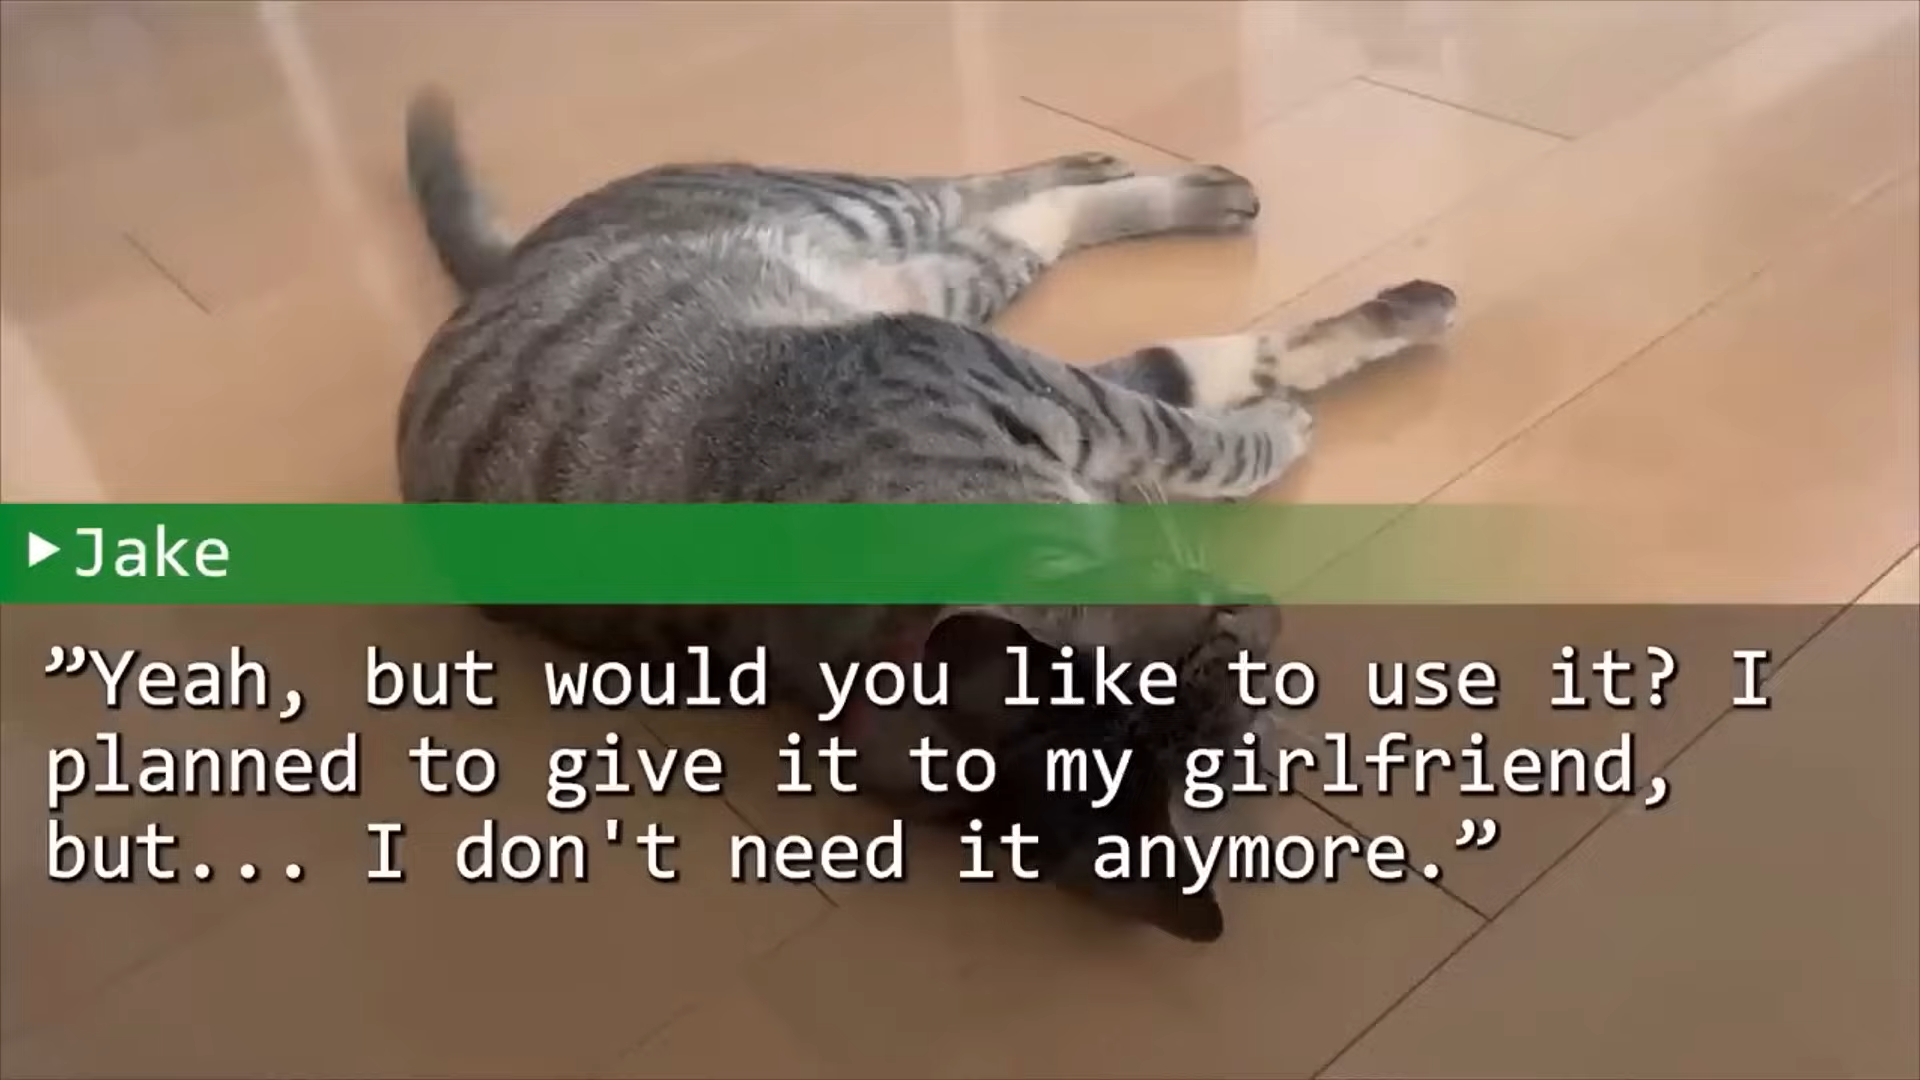 ▶Jake
”Yeah, but would you like to use it? I
planned to give it to my girlfriend,
but... I don't need it anymore.”